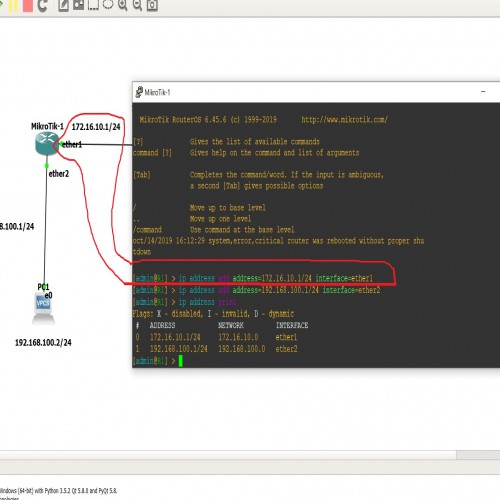 MikroTik-1
172.16.10.1/24
ether1
ether2
8.100.1/24
PC1
e0
VPCS
192.168.100.2/24
MikroTik-1
MikroTik RouterOS 6.45.6 (c) 1999-2019 http://www.mikrotik.com/
[?] Gives the list of available commands
command [?] Gives help on the command and list of arguments
[Tab] Completes the command/word. If the input is ambiguous,
a second [Tab] gives possible options
/ Move up to base level
.. Move up one level
/command Use command at the base level
oct/14/2019 16:12:29 system,error,critical router was rebooted without proper shu
tdown
[admin@R1] > ip address add address=172.16.10.1/24 interface=ether1
[admin@R1] > ip address add address=192.168.100.1/24 interface=ether2
[admin@R1] > ip address print
Flags: X - disabled, I - invalid, D - dynamic
# ADDRESS NETWORK INTERFACE
0 172.16.10.1/24 172.16.10.0 ether1
1 192.168.100.1/24 192.168.100.0 ether2
[admin@R1] >
Windows (64-bit) with Python 3.5.2 Qt 5.8.0 and PyQt 5.8.